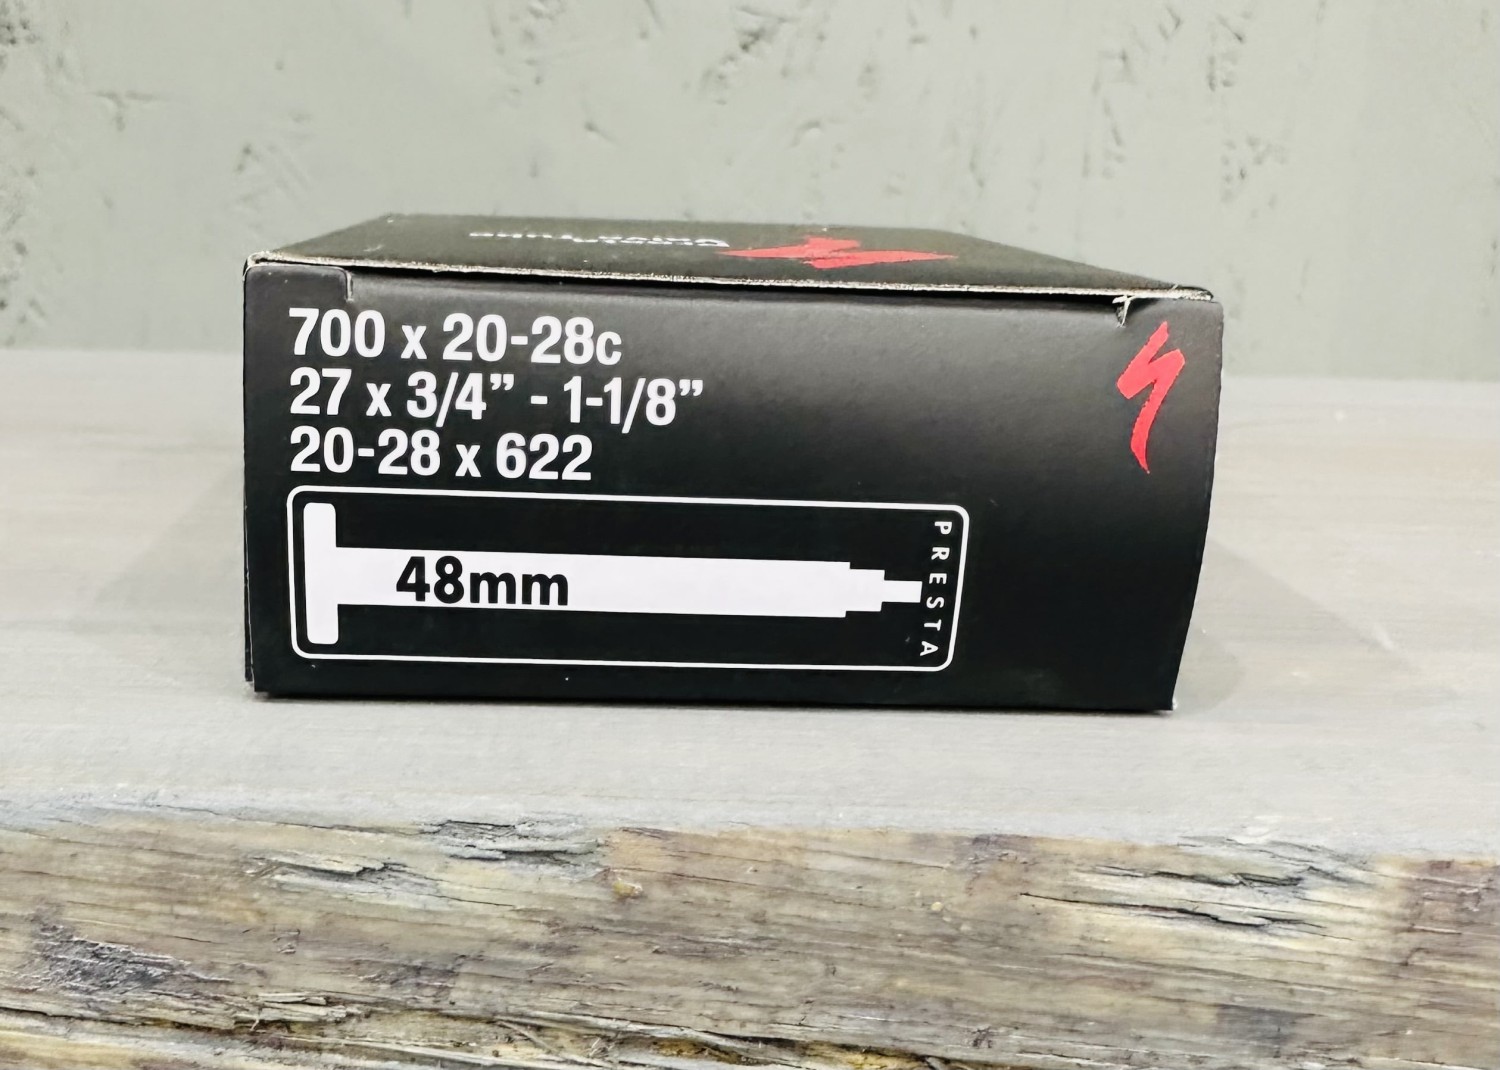 700 x 20-28c
27 x 3/4” - 1-1/8”
20-28 x 622
48mm
PRESTA